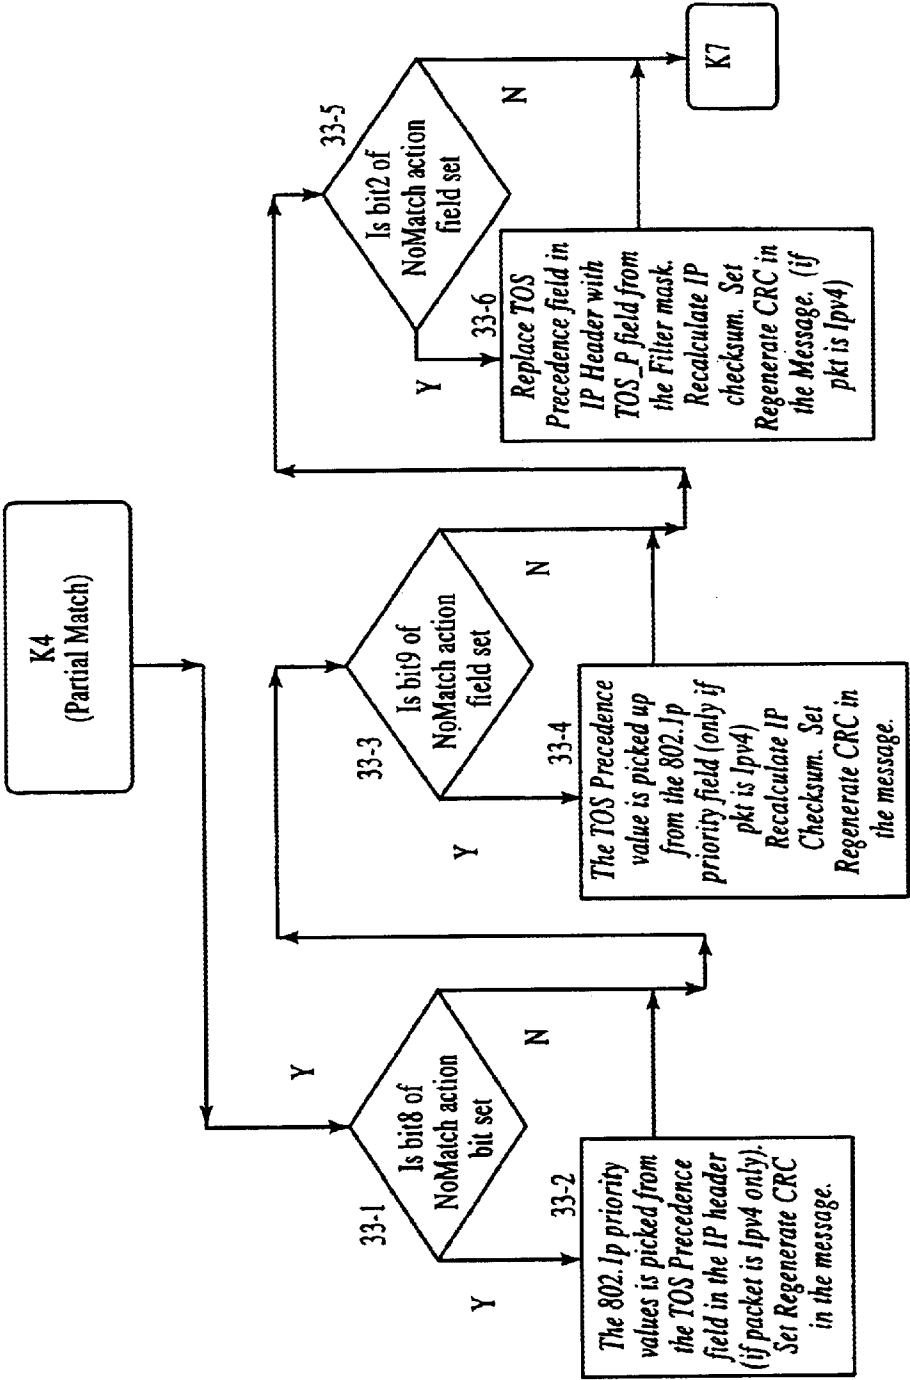 K4
(Partial Match)
Y
33-1
Is bit8 of
NoMatch action
bit set
Y
N
33-2
The 802.1p priority
values is picked from
the TOS Precedence
field in the IP header
(if packet is Ipv4 only).
Set Regenerate CRC
in the message.
33-3
Is bit9 of
NoMatch action
field set
Y
N
33-4
The TOS Precedence
value is picked up
from the 802.1p
priority field (only if
pkt is Ipv4)
Recalculate IP
Checksum. Set
Regenerate CRC in
the message.
33-5
Is bit2 of
NoMatch action
field set
Y
N
33-6
Replace TOS
Precedence field in
IP Header with
TOS_P field from
the Filter mask.
Recalculate IP
checksum. Set
Regenerate CRC in
the Message. (if
pkt is Ipv4)
K7